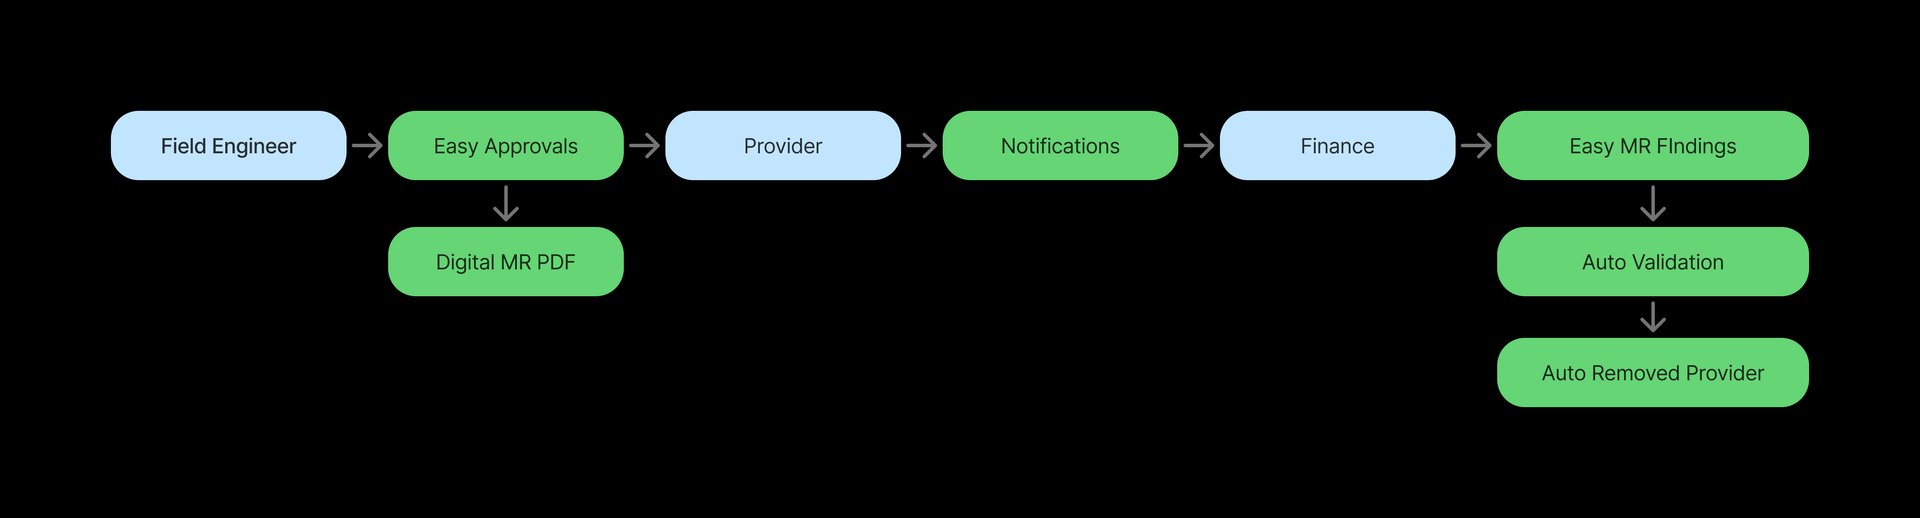 Field Engineer
Easy Approvals
Provider
Notifications
Finance
Easy MR FIndings
Digital MR PDF
Auto Validation
Auto Removed Provider